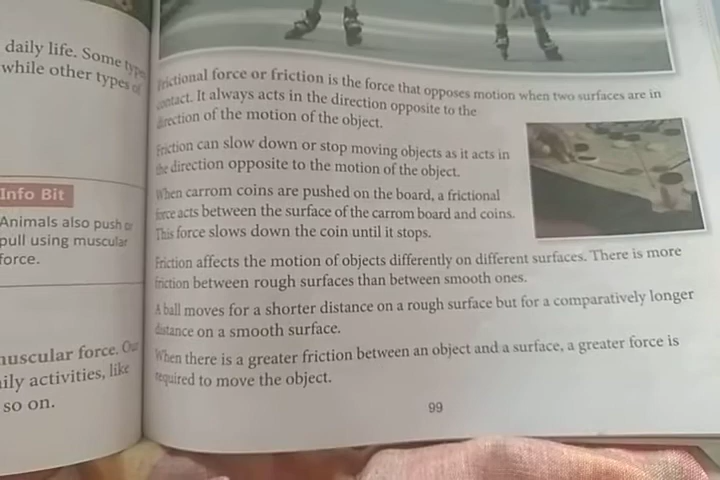 daily life. Some types
while other types of
Info Bit
Animals also push or
pull using muscular
force.
muscular force. Our
daily activities, like
so on.
Frictional force or friction is the force that opposes motion when two surfaces are in
contact. It always acts in the direction opposite to the
direction of the motion of the object.
Friction can slow down or stop moving objects as it acts in
the direction opposite to the motion of the object.
When carrom coins are pushed on the board, a frictional
force acts between the surface of the carrom board and coins.
This force slows down the coin until it stops.
Friction affects the motion of objects differently on different surfaces. There is more
friction between rough surfaces than between smooth ones.
A ball moves for a shorter distance on a rough surface but for a comparatively longer
distance on a smooth surface.
When there is a greater friction between an object and a surface, a greater force is
required to move the object.
99